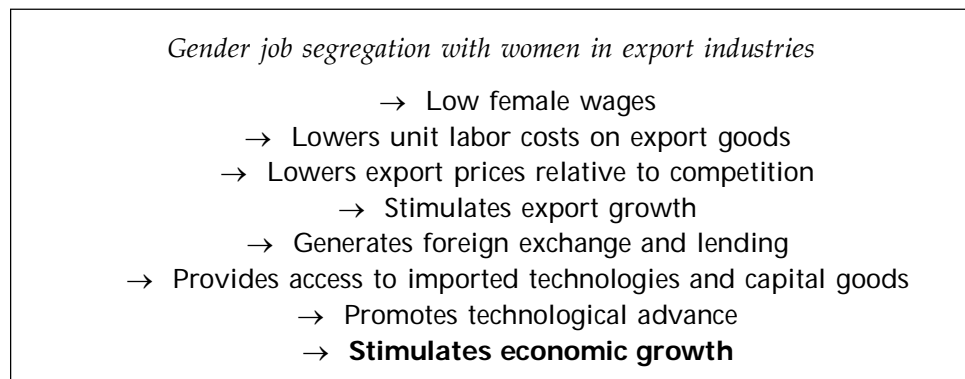 Gender job segregation with women in export industries
→ Low female wages
→ Lowers unit labor costs on export goods
→ Lowers export prices relative to competition
→ Stimulates export growth
→ Generates foreign exchange and lending
→ Provides access to imported technologies and capital goods
→ Promotes technological advance
→ Stimulates economic growth